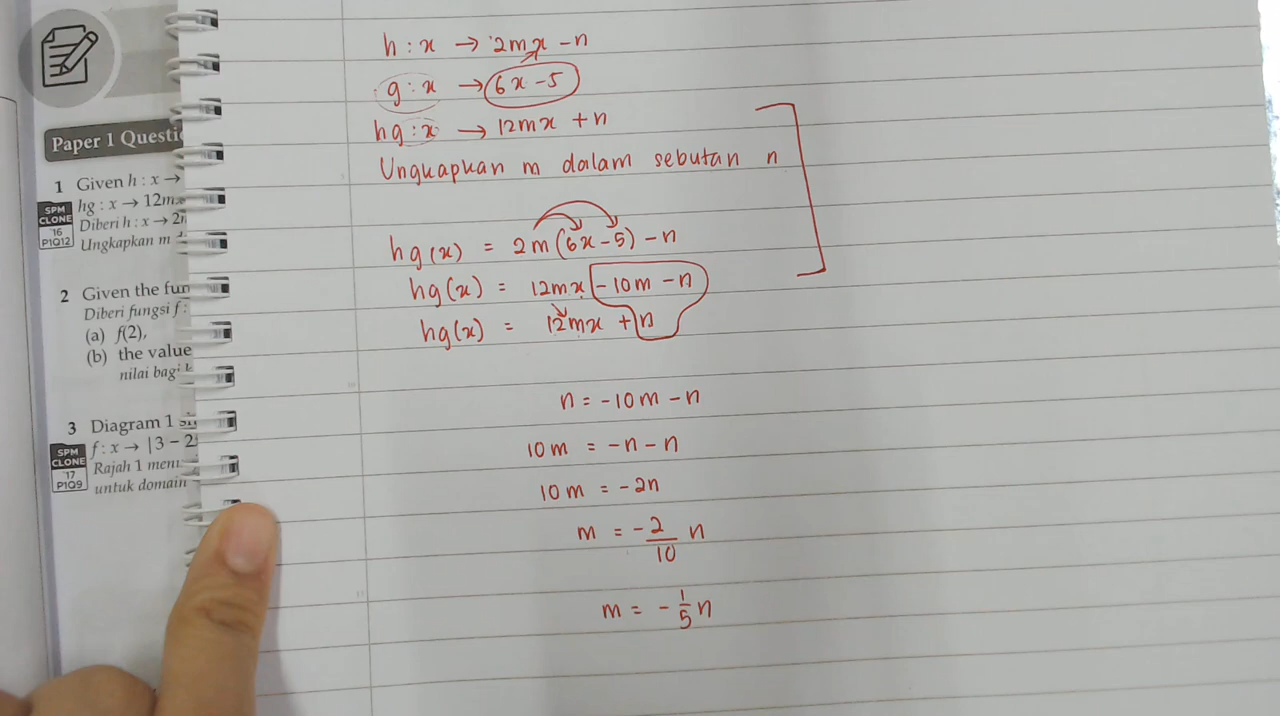 Paper 1 Questi
1 Given h : x →
SPM CLONE '16 P1Q12
hg : x → 12m
Diberi h : x → 2
Ungkapkan m
2 Given the fun
Diberi fungsi f :
(a) f(2),
(b) the value
nilai bagi
3 Diagram 1
SPM CLONE '17 P1Q9
f : x → |3 − 2
Rajah 1
untuk domain
h : x → 2mx − n
g : x → 6x − 5
hg : x → 12mx + n
Ungkapkan m dalam sebutan n
hg(x) = 2m(6x − 5) − n
hg(x) = 12mx − 10m − n
hg(x) = 12mx + n
n = −10m − n
10m = −n − n
10m = −2n
m = −2/10 n
m = −1/5 n